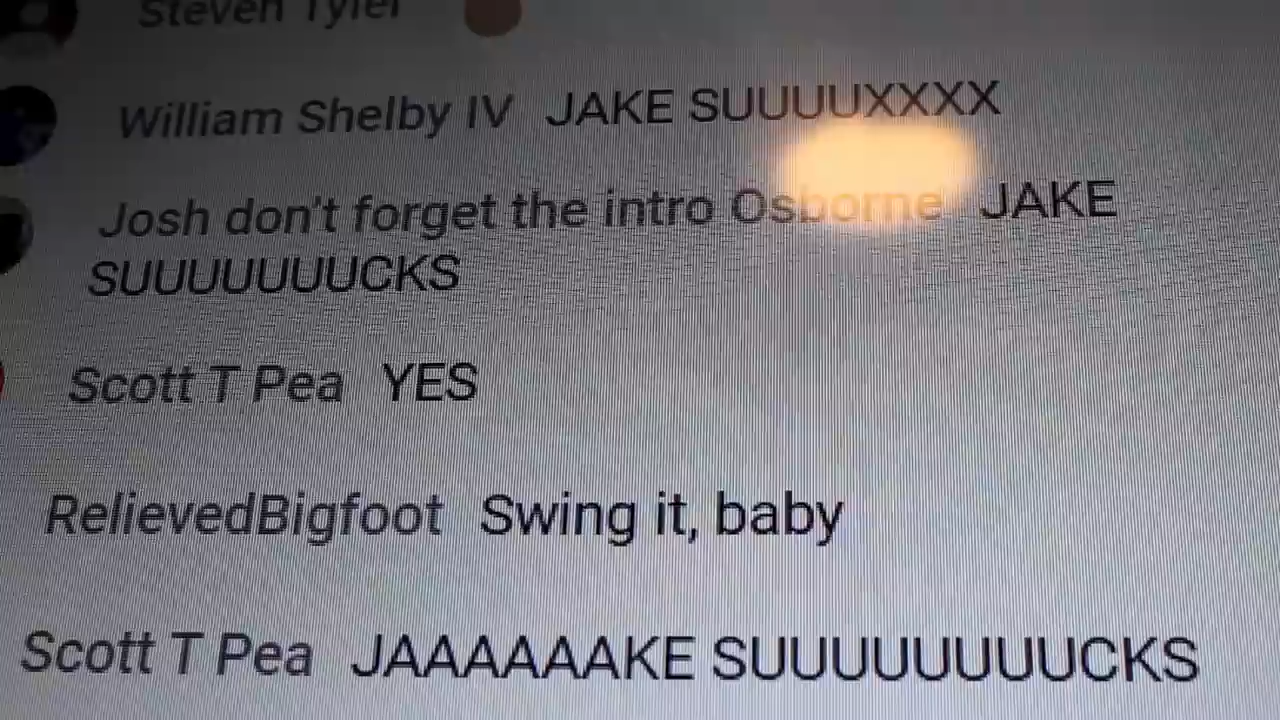 Steven Tyler
William Shelby IV JAKE SUUUUXXXX
Josh don't forget the intro Osborne JAKE
SUUUUUUUCKS
Scott T Pea YES
RelievedBigfoot Swing it, baby
Scott T Pea JAAAAAAKE SUUUUUUUUCKS